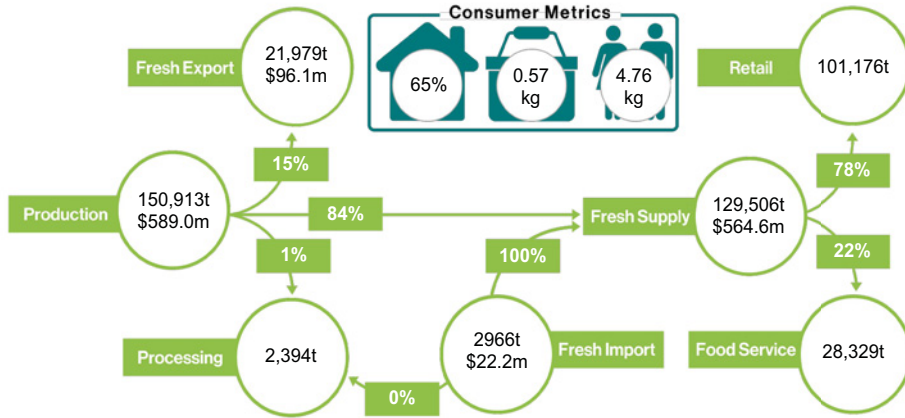 Consumer Metrics
65%
0.57
kg
4.76
kg
Fresh Export
21,979t
$96.1m
Retail
101,176t
15%
78%
Production
150,913t
$589.0m
84%
Fresh Supply
129,506t
$564.6m
1%
100%
22%
Processing
2,394t
0%
2966t
$22.2m
Fresh Import
Food Service
28,329t